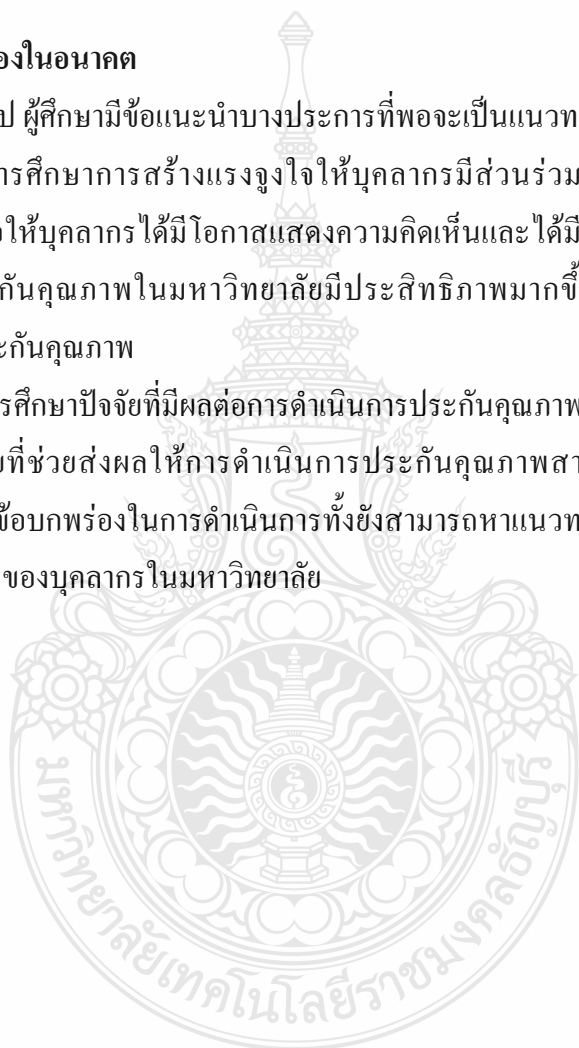 องในอนาคต
ป ผู้ศึกษามีข้อแนะนำบางประการที่พอจะเป็นแนวท
ารศึกษาการสร้างแรงจูงใจให้บุคลากรมีส่วนร่วม
ให้บุคลากรได้มีโอกาสแสดงความคิดเห็นและได้มี
กันคุณภาพในมหาวิทยาลัยมีประสิทธิภาพมากขึ้
ะกันคุณภาพ
รศึกษาปัจจัยที่มีผลต่อการดำเนินการประกันคุณภาพ
ยที่ช่วยส่งผลให้การดำเนินการประกันคุณภาพสา
ข้อบกพร่องในการดำเนินการทั้งยังสามารถหาแนวท
ของบุคลากรในมหาวิทยาลัย
มหาวิทยาลัยเทคโนโลยีราชมงคลธัญบุรี